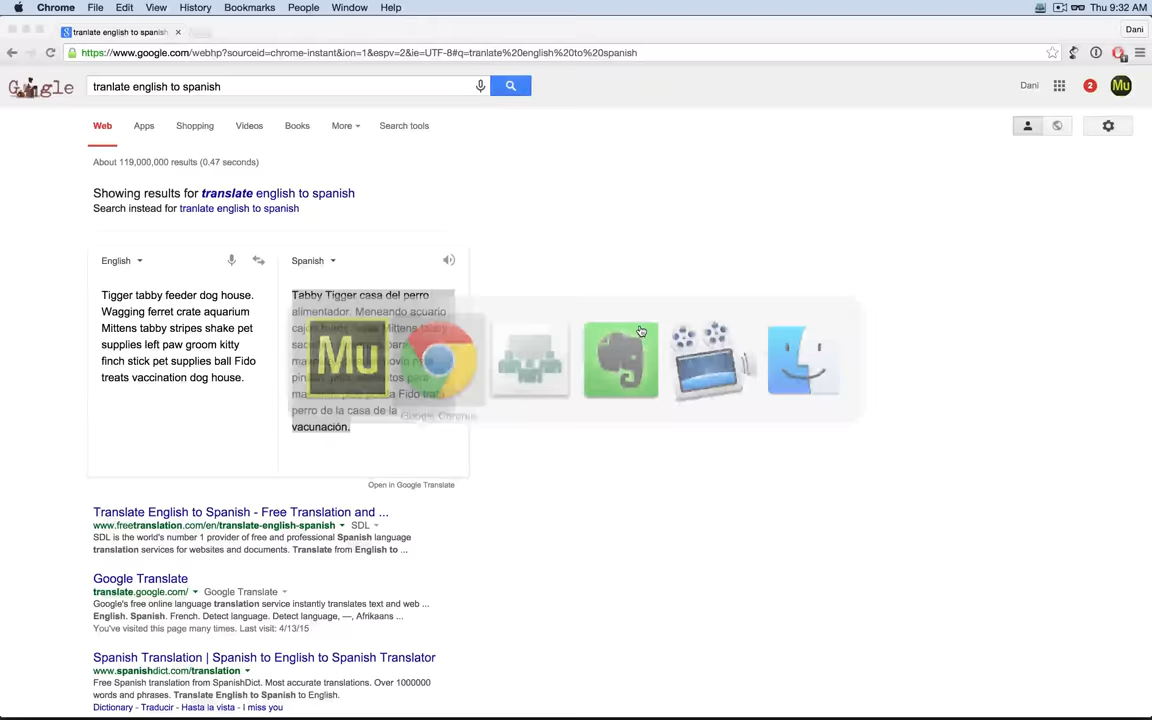 Chrome File Edit View History Bookmarks People Window Help Thu 9:32 AM
tranlate english to spanish Dani
https://www.google.com/webhp?sourceid=chrome-instant&ion=1&espv=2&ie=UTF-8#q=tranlate%20english%20to%20spanish
Google tranlate english to spanish Dani 2 Mu
Web Apps Shopping Videos Books More Search tools
About 119,000,000 results (0.47 seconds)
Showing results for translate english to spanish
Search instead for tranlate english to spanish
English Spanish
Tigger tabby feeder dog house.
Wagging ferret crate aquarium
Mittens tabby stripes shake pet
supplies left paw groom kitty
finch stick pet supplies ball Fido
treats vaccination dog house.
Tabby Tigger casa del perro
alimentador. Meneando acuario
Mittens
Fido
perro de la casa de la
vacunación.
Mu
Google Chrome
Open in Google Translate
Translate English to Spanish - Free Translation and ...
www.freetranslation.com/en/translate-english-spanish SDL
SDL is the world's number 1 provider of free and professional Spanish language
translation services for websites and documents. Translate from English to ...
Google Translate
translate.google.com/ Google Translate
Google's free online language translation service instantly translates text and web ...
English. Spanish. French. Detect language. Detect language, —, Afrikaans ...
You've visited this page many times. Last visit: 4/13/15
Spanish Translation | Spanish to English to Spanish Translator
www.spanishdict.com/translation
Free Spanish translation from SpanishDict. Most accurate translations. Over 1000000
words and phrases. Translate English to Spanish to English.
Dictionary - Traducir - Hasta la vista - I miss you